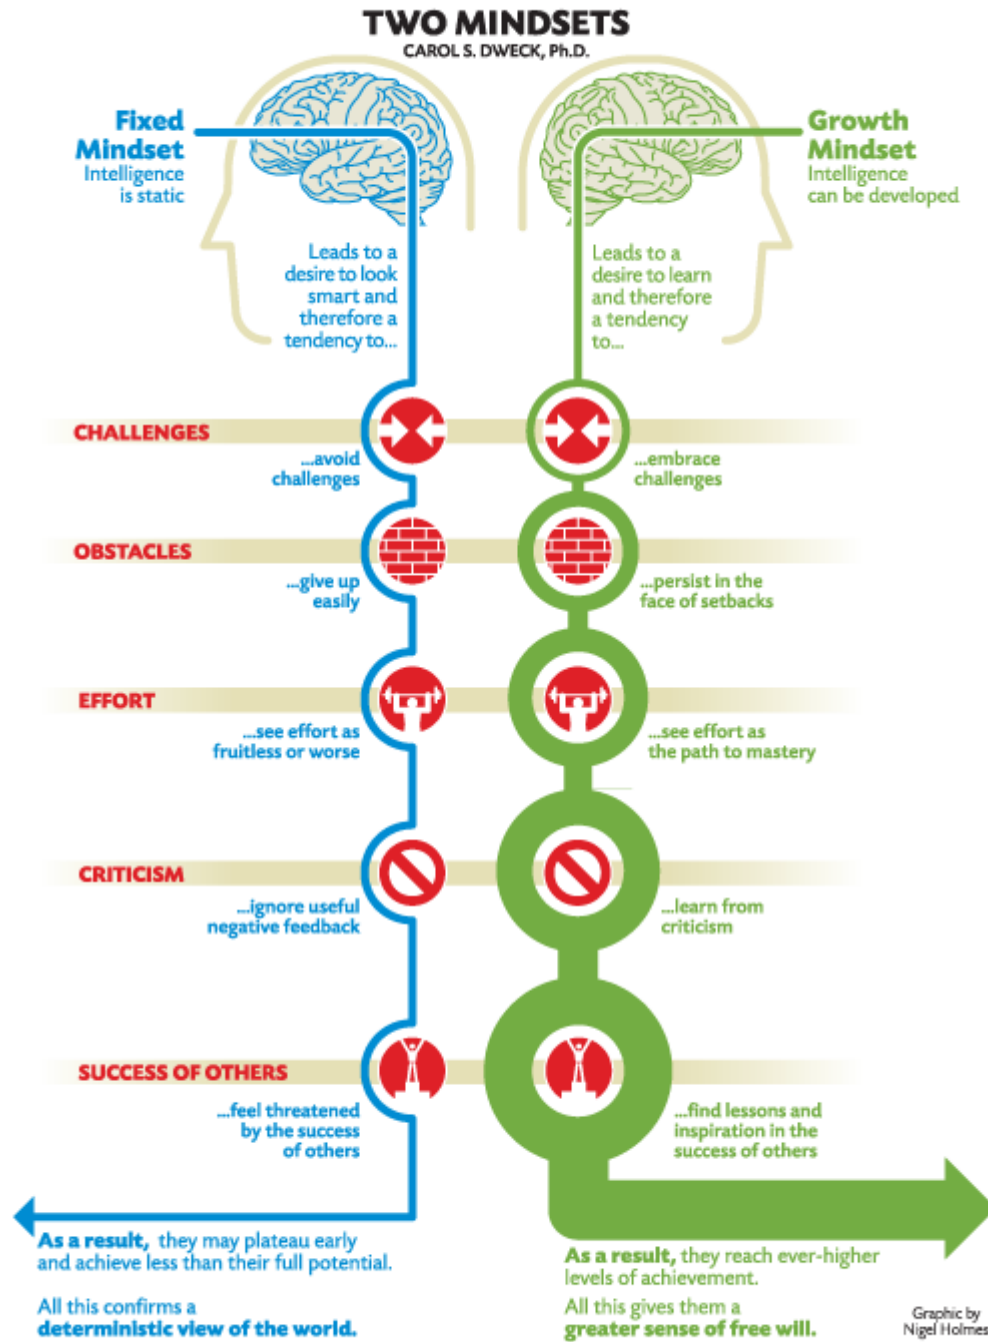 TWO MINDSETS
CAROL S. DWECK, Ph.D.
Fixed
Mindset
Intelligence
is static
Growth
Mindset
Intelligence
can be developed
Leads to a
desire to look
smart and
therefore a
tendency to...
Leads to a
desire to learn
and therefore
a tendency
to...
CHALLENGES
...avoid
challenges
...embrace
challenges
OBSTACLES
...give up
easily
...persist in the
face of setbacks
EFFORT
...see effort as
fruitless or worse
...see effort as
the path to mastery
CRITICISM
...ignore useful
negative feedback
...learn from
criticism
SUCCESS OF OTHERS
...feel threatened
by the success
of others
...find lessons and
inspiration in the
success of others
As a result, they may plateau early
and achieve less than their full potential.
All this confirms a
deterministic view of the world.
As a result, they reach ever-higher
levels of achievement.
All this gives them a
greater sense of free will.
Graphic by
Nigel Holmes